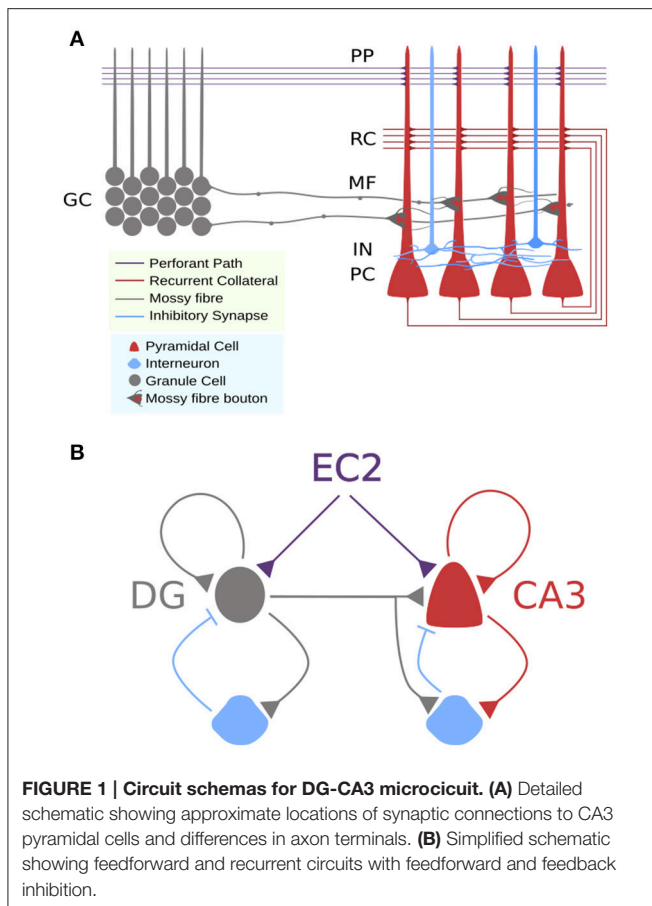 A
PP
RC
MF
GC
IN
PC
Perforant Path
Recurrent Collateral
Mossy fibre
Inhibitory Synapse
Pyramidal Cell
Interneuron
Granule Cell
Mossy fibre bouton
B
EC2
DG
CA3
FIGURE 1 | Circuit schemas for DG-CA3 microcicuit. (A) Detailed
schematic showing approximate locations of synaptic connections to CA3
pyramidal cells and differences in axon terminals. (B) Simplified schematic
showing feedforward and recurrent circuits with feedforward and feedback
inhibition.